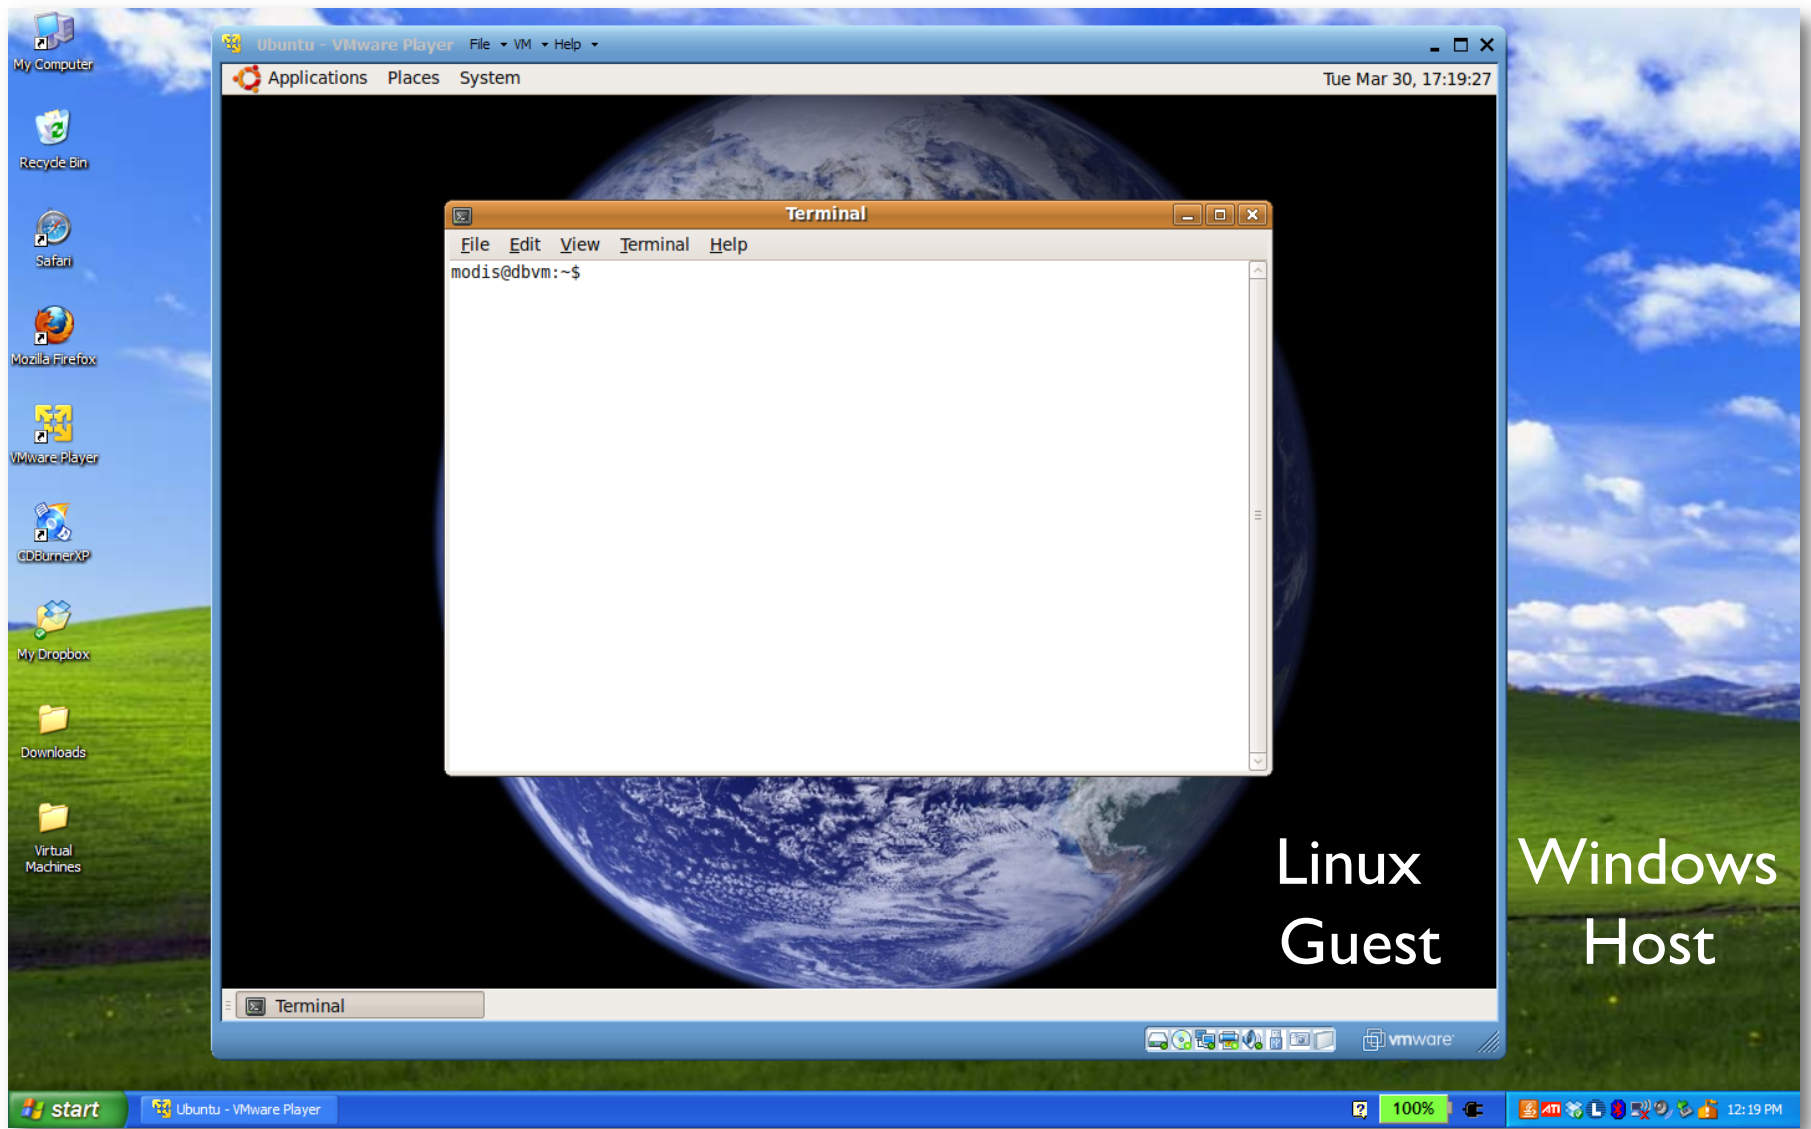 My Computer
Recycle Bin
Safari
Mozilla Firefox
VMware Player
CDBurnerXP
My Dropbox
Downloads
Virtual
Machines
Ubuntu - VMware Player File VM Help
Applications Places System Tue Mar 30, 17:19:27
Terminal
File Edit View Terminal Help
modis@dbvm:~$
Linux
Guest
Windows
Host
Terminal
vmware
start
Ubuntu - VMware Player
100%
ATI
L
12:19 PM